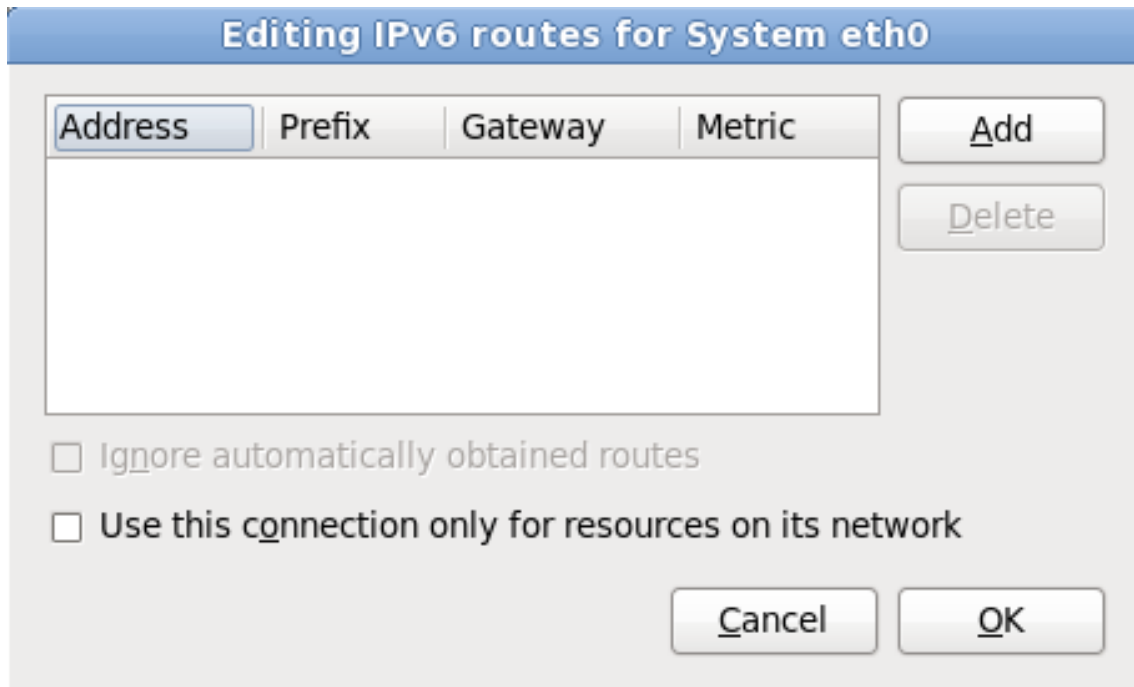 Editing IPv6 routes for System eth0
Address Prefix Gateway Metric
Add
Delete
Ignore automatically obtained routes
Use this connection only for resources on its network
Cancel OK